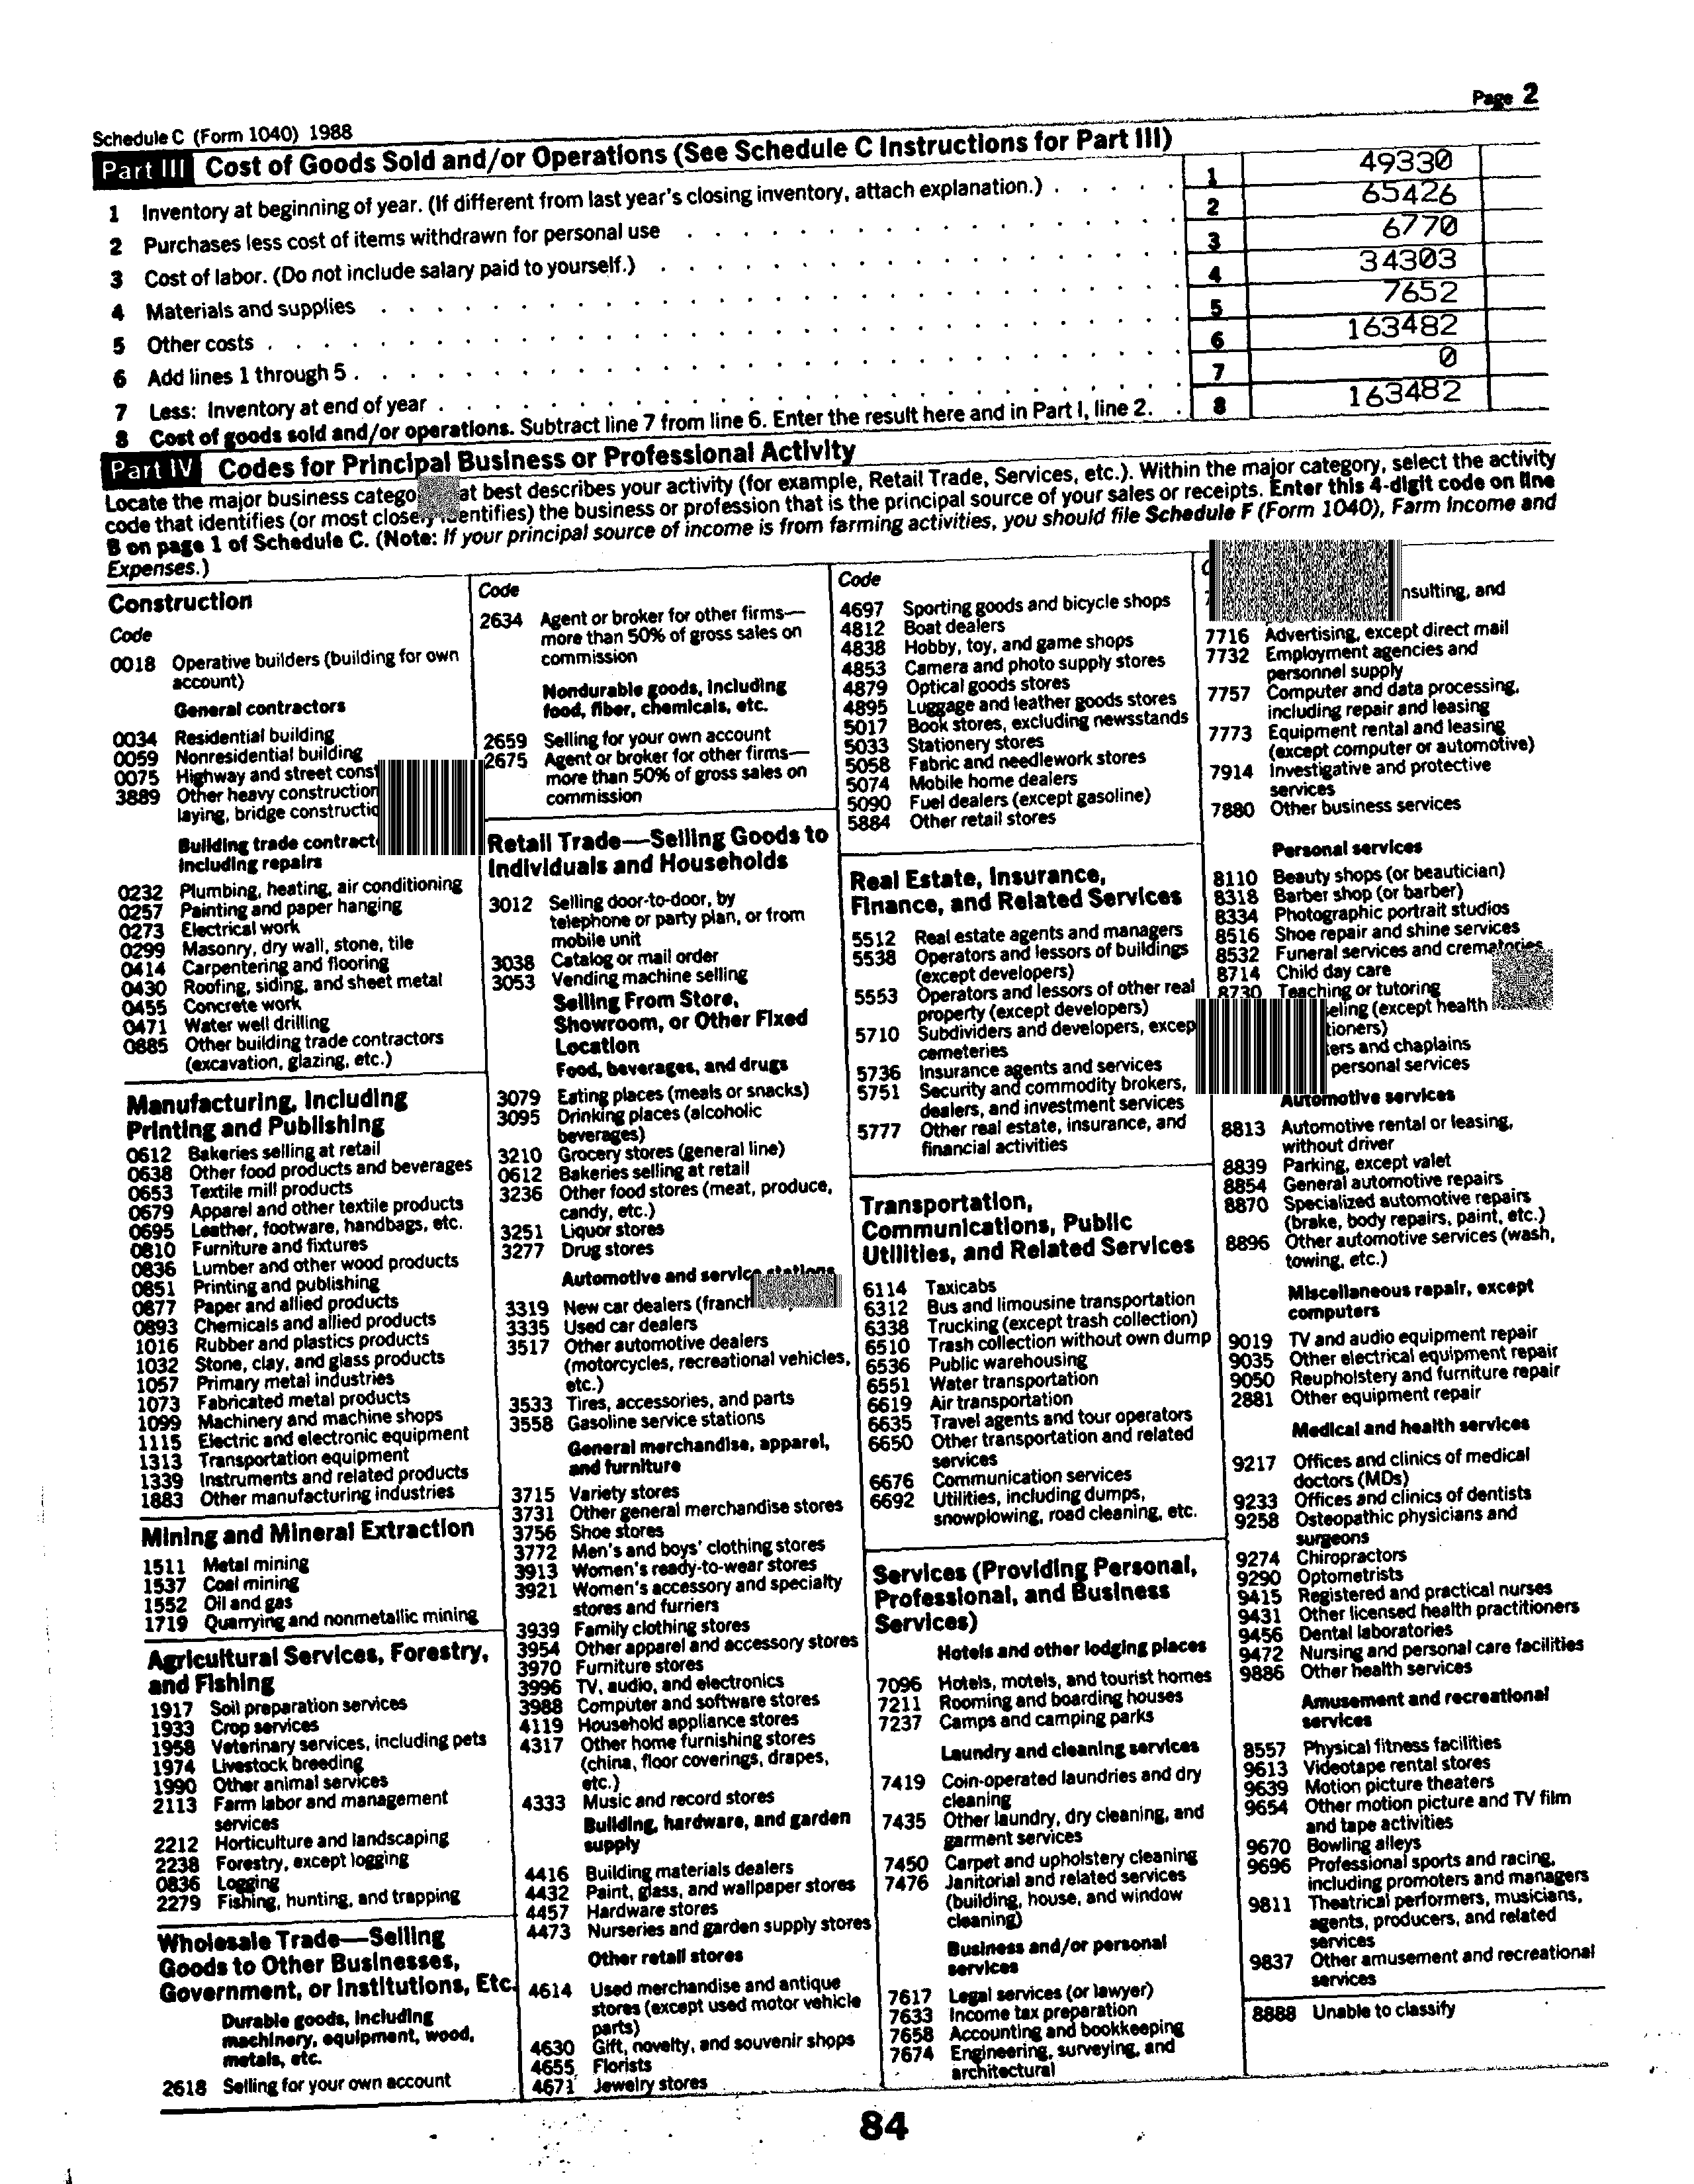 Schedule C (Form 1040) 1988
Page 2
Part III Cost of Goods Sold and/or Operations (See Schedule C Instructions for Part III)
1 Inventory at beginning of year. (If different from last year's closing inventory, attach explanation.) . . . . . 1 49330
2 Purchases less cost of items withdrawn for personal use 2 65426
3 Cost of labor. (Do not include salary paid to yourself.) 3 6770
4 Materials and supplies 4 34303
5 Other costs 5 7652
6 Add lines 1 through 5 6 163482
7 Less: Inventory at end of year 7 0
8 Cost of goods sold and/or operations. Subtract line 7 from line 6. Enter the result here and in Part I, line 2. 8 163482
Part IV Codes for Principal Business or Professional Activity
Locate the major business catego at best describes your activity (for example, Retail Trade, Services, etc.). Within the major category, select the activity
code that identifies (or most closely identifies) the business or profession that is the principal source of your sales or receipts. Enter this 4-digit code on line
B on page 1 of Schedule C. (Note: If your principal source of income is from farming activities, you should file Schedule F (Form 1040), Farm Income and
Expenses.)
Construction
Code
0018 Operative builders (building for own
account)
General contractors
0034 Residential building
0059 Nonresidential building
0075 Highway and street const
3889 Other heavy construction
laying, bridge constructio
Building trade contract
including repairs
0232 Plumbing, heating, air conditioning
0257 Painting and paper hanging
0273 Electrical work
0299 Masonry, dry wall, stone, tile
0414 Carpentering and flooring
0430 Roofing, siding, and sheet metal
0455 Concrete work
0471 Water well drilling
0885 Other building trade contractors
(excavation, glazing, etc.)
Manufacturing, Including
Printing and Publishing
0612 Bakeries selling at retail
0638 Other food products and beverages
0653 Textile mill products
0679 Apparel and other textile products
0695 Leather, footware, handbags, etc.
0810 Furniture and fixtures
0836 Lumber and other wood products
0851 Printing and publishing
0877 Paper and allied products
0893 Chemicals and allied products
1016 Rubber and plastics products
1032 Stone, clay, and glass products
1057 Primary metal industries
1073 Fabricated metal products
1099 Machinery and machine shops
1115 Electric and electronic equipment
1313 Transportation equipment
1339 Instruments and related products
1883 Other manufacturing industries
Mining and Mineral Extraction
1511 Metal mining
1537 Coal mining
1552 Oil and gas
1719 Quarrying and nonmetallic mining
Agricultural Services, Forestry,
and Fishing
1917 Soil preparation services
1933 Crop services
1958 Veterinary services, including pets
1974 Livestock breeding
1990 Other animal services
2113 Farm labor and management
services
2212 Horticulture and landscaping
2238 Forestry, except logging
0836 Logging
2279 Fishing, hunting, and trapping
Wholesale Trade—Selling
Goods to Other Businesses,
Government, or Institutions, Etc.
Durable goods, including
machinery, equipment, wood,
metals, etc.
2618 Selling for your own account
Code
2634 Agent or broker for other firms—
more than 50% of gross sales on
commission
Nondurable goods, including
food, fiber, chemicals, etc.
2659 Selling for your own account
2675 Agent or broker for other firms—
more than 50% of gross sales on
commission
Retail Trade—Selling Goods to
Individuals and Households
3012 Selling door-to-door, by
telephone or party plan, or from
mobile unit
3038 Catalog or mail order
3053 Vending machine selling
Selling From Store,
Showroom, or Other Fixed
Location
Food, beverages, and drugs
3079 Eating places (meals or snacks)
3095 Drinking places (alcoholic
beverages)
3210 Grocery stores (general line)
0612 Bakeries selling at retail
3236 Other food stores (meat, produce,
candy, etc.)
3251 Liquor stores
3277 Drug stores
Automotive and service stations
3319 New car dealers (franch
3335 Used car dealers
3517 Other automotive dealers
(motorcycles, recreational vehicles,
etc.)
3533 Tires, accessories, and parts
3558 Gasoline service stations
General merchandise, apparel,
and furniture
3715 Variety stores
3731 Other general merchandise stores
3756 Shoe stores
3772 Men's and boys' clothing stores
3913 Women's ready-to-wear stores
3921 Women's accessory and specialty
stores and furriers
3939 Family clothing stores
3954 Other apparel and accessory stores
3970 Furniture stores
3996 TV, audio, and electronics
3988 Computer and software stores
4119 Household appliance stores
4317 Other home furnishing stores
(china, floor coverings, drapes,
etc.)
4333 Music and record stores
Building, hardware, and garden
supply
4416 Building materials dealers
4432 Paint, glass, and wallpaper stores
4457 Hardware stores
4473 Nurseries and garden supply stores
Other retail stores
4614 Used merchandise and antique
stores (except used motor vehicle
parts)
4630 Gift, novelty, and souvenir shops
4655 Florists
4671 Jewelry stores
Code
4697 Sporting goods and bicycle shops
4812 Boat dealers
4838 Hobby, toy, and game shops
4853 Camera and photo supply stores
4879 Optical goods stores
4895 Luggage and leather goods stores
5017 Book stores, excluding newsstands
5033 Stationery stores
5058 Fabric and needlework stores
5074 Mobile home dealers
5090 Fuel dealers (except gasoline)
5884 Other retail stores
Real Estate, Insurance,
Finance, and Related Services
5512 Real estate agents and managers
5538 Operators and lessors of buildings
(except developers)
5553 Operators and lessors of other real
property (except developers)
5710 Subdividers and developers, excep
cemeteries
5736 Insurance agents and services
5751 Security and commodity brokers,
dealers, and investment services
5777 Other real estate, insurance, and
financial activities
Transportation,
Communications, Public
Utilities, and Related Services
6114 Taxicabs
6312 Bus and limousine transportation
6338 Trucking (except trash collection)
6510 Trash collection without own dump
6536 Public warehousing
6551 Water transportation
6619 Air transportation
6635 Travel agents and tour operators
6650 Other transportation and related
services
6676 Communication services
6692 Utilities, including dumps,
snowplowing, road cleaning, etc.
Services (Providing Personal,
Professional, and Business
Services)
Hotels and other lodging places
7096 Hotels, motels, and tourist homes
7211 Rooming and boarding houses
7237 Camps and camping parks
Laundry and cleaning services
7419 Coin-operated laundries and dry
cleaning
7435 Other laundry, dry cleaning, and
garment services
7450 Carpet and upholstery cleaning
7476 Janitorial and related services
(building, house, and window
cleaning)
Business and/or personal
services
7617 Legal services (or lawyer)
7633 Income tax preparation
7658 Accounting and bookkeeping
7674 Engineering, surveying, and
architectural
nsulting, and
7716 Advertising, except direct mail
7732 Employment agencies and
personnel supply
7757 Computer and data processing,
including repair and leasing
7773 Equipment rental and leasing
(except computer or automotive)
7914 Investigative and protective
services
7880 Other business services
Personal services
8110 Beauty shops (or beautician)
8318 Barber shop (or barber)
8334 Photographic portrait studios
8516 Shoe repair and shine services
8532 Funeral services and crematories
8714 Child day care
8730 Teaching or tutoring
eling (except health
tioners)
ters and chaplains
personal services
Automotive services
8813 Automotive rental or leasing,
without driver
8839 Parking, except valet
8854 General automotive repairs
8870 Specialized automotive repairs
(brake, body repairs, paint, etc.)
8896 Other automotive services (wash,
towing, etc.)
Miscellaneous repair, except
computers
9019 TV and audio equipment repair
9035 Other electrical equipment repair
9050 Reupholstery and furniture repair
2881 Other equipment repair
Medical and health services
9217 Offices and clinics of medical
doctors (MDs)
9233 Offices and clinics of dentists
9258 Osteopathic physicians and
surgeons
9274 Chiropractors
9290 Optometrists
9415 Registered and practical nurses
9431 Other licensed health practitioners
9456 Dental laboratories
9472 Nursing and personal care facilities
9886 Other health services
Amusement and recreational
services
8557 Physical fitness facilities
9613 Videotape rental stores
9639 Motion picture theaters
9654 Other motion picture and TV film
and tape activities
9670 Bowling alleys
9696 Professional sports and racing,
including promoters and managers
9811 Theatrical performers, musicians,
agents, producers, and related
services
9837 Other amusement and recreational
services
8888 Unable to classify
84